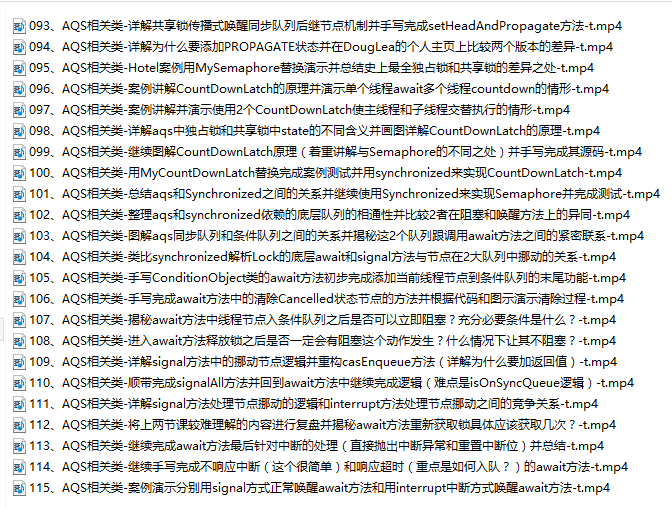 093、AQS相关类-详解共享锁传播式唤醒同步队列后继节点机制并手写完成setHeadAndPropagate方法-t.mp4
094、AQS相关类-详解为什么要添加PROPAGATE状态并在DougLea的个人主页上比较两个版本的差异-t.mp4
095、AQS相关类-Hotel案例用MySemaphore替换演示并总结史上最全独占锁和共享锁的差异之处-t.mp4
096、AQS相关类-案例讲解CountDownLatch的原理并演示单个线程await多个线程countdown的情形-t.mp4
097、AQS相关类-案例讲解并演示使用2个CountDownLatch使主线程和子线程交替执行的情形-t.mp4
098、AQS相关类-详解aqs中独占锁和共享锁中state的不同含义并画图详解CountDownLatch的原理-t.mp4
099、AQS相关类-继续图解CountDownLatch原理（着重讲解与Semaphore的不同之处）并手写完成其源码-t.mp4
100、AQS相关类-用MyCountDownLatch替换完成案例测试并用synchronized来实现CountDownLatch-t.mp4
101、AQS相关类-总结aqs和Synchronized之间的关系并继续使用Synchronized来实现Semaphore并完成测试-t.mp4
102、AQS相关类-整理aqs和synchronized依赖的底层队列的相通性并比较2者在阻塞和唤醒方法上的异同-t.mp4
103、AQS相关类-图解aqs同步队列和条件队列之间的关系并揭秘这2个队列跟调用await方法之间的紧密联系-t.mp4
104、AQS相关类-类比synchronized解析Lock的底层await和signal方法与节点在2大队列中挪动的关系-t.mp4
105、AQS相关类-手写ConditionObject类的await方法初步完成添加当前线程节点到条件队列的末尾功能-t.mp4
106、AQS相关类-手写完成await方法中的清除Cancelled状态节点的方法并根据代码和图示演示清除过程-t.mp4
107、AQS相关类-揭秘await方法中线程节点入条件队列之后是否可以立即阻塞？充分必要条件是什么？-t.mp4
108、AQS相关类-进入await方法释放锁之后是否一定会有阻塞这个动作发生？什么情况下让其不阻塞？-t.mp4
109、AQS相关类-详解signal方法中的挪动节点逻辑并重构casEnqueue方法（详解为什么要加返回值）-t.mp4
110、AQS相关类-顺带完成signalAll方法并回到await方法中继续完成逻辑（难点是isOnSyncQueue逻辑）-t.mp4
111、AQS相关类-详解signal方法处理节点挪动的逻辑和interrupt方法处理节点挪动之间的竞争关系-t.mp4
112、AQS相关类-将上两节课较难理解的内容进行复盘并揭秘await方法重新获取锁具体应该获取几次？-t.mp4
113、AQS相关类-继续完成await方法最后针对中断的处理（直接抛出中断异常和重置中断位）并总结-t.mp4
114、AQS相关类-继续手写完成不响应中断（这个很简单）和响应超时（重点是如何入队？）的await方法-t.mp4
115、AQS相关类-案例演示分别用signal方式正常唤醒await方法和用interrupt中断方式唤醒await方法-t.mp4